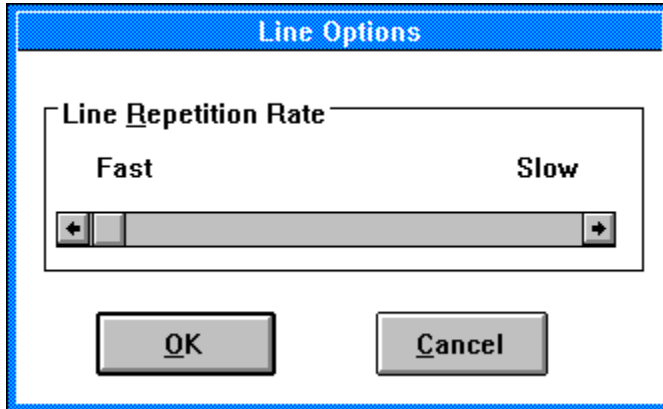 Line Options
Line Repetition Rate
Fast Slow
OK Cancel